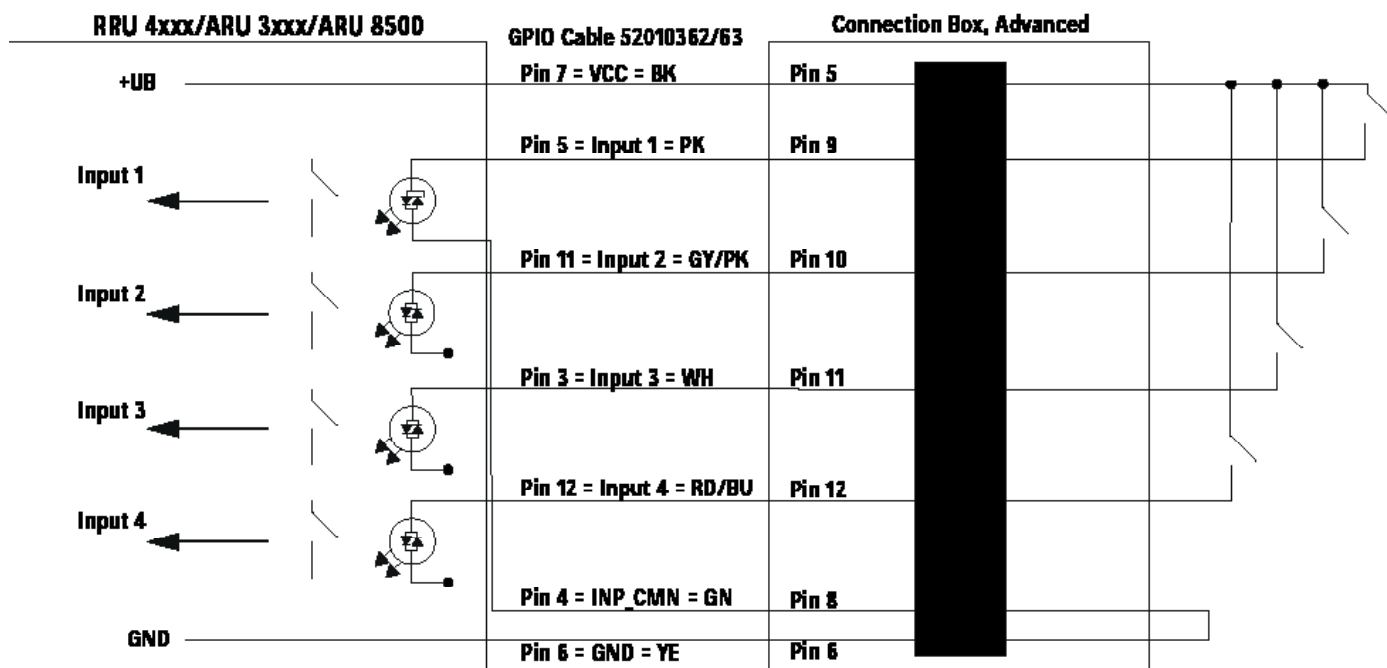 RRU 4xxx/ARU 3xxx/ARU 8500
GPIO Cable 52010362/63
Connection Box, Advanced
+UB
Pin 7 = VCC = BK
Pin 5
Pin 5 = Input 1 = PK
Pin 9
Input 1
Pin 11 = Input 2 = GY/PK
Pin 10
Input 2
Pin 3 = Input 3 = WH
Pin 11
Input 3
Pin 12 = Input 4 = RD/BU
Pin 12
Input 4
Pin 4 = INP_CMN = GN
Pin 8
GND
Pin 6 = GND = YE
Pin 6